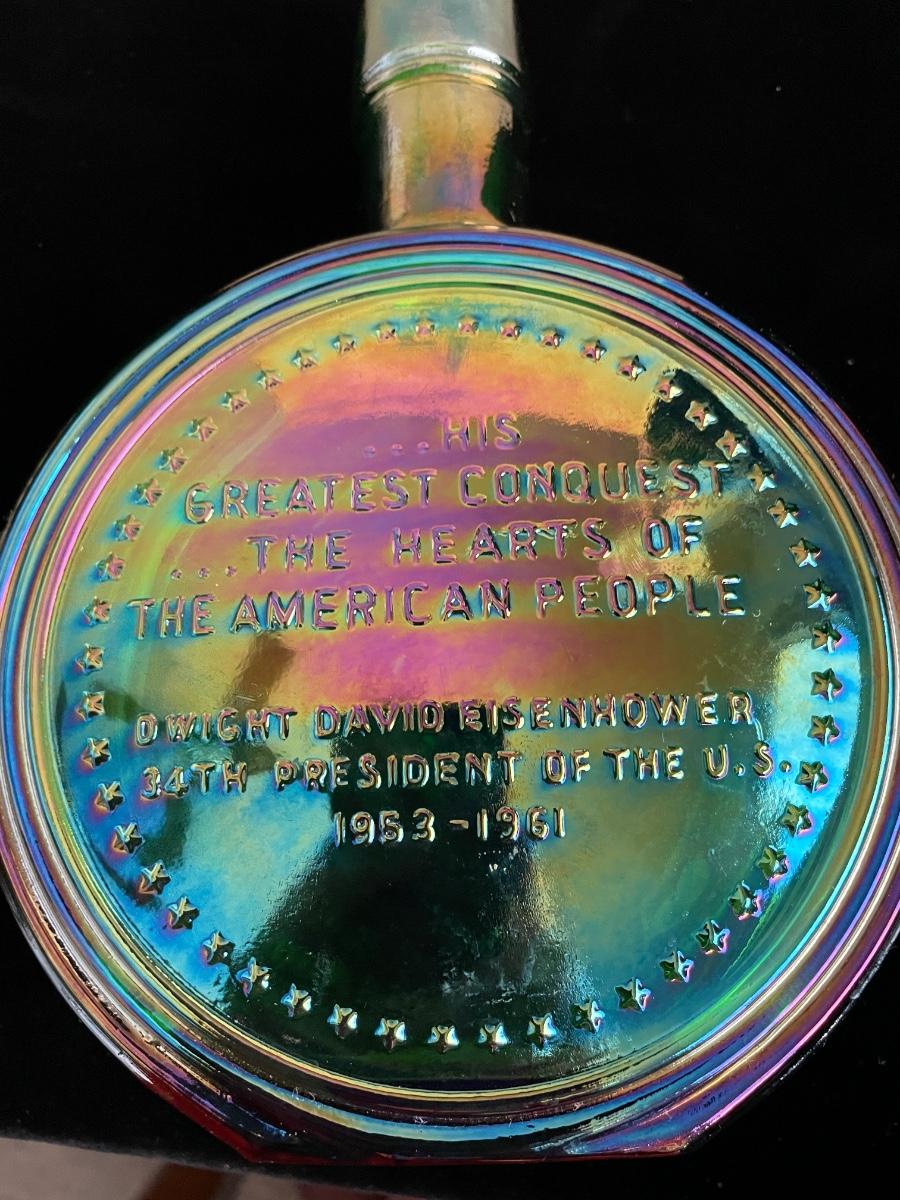 ...HIS
GREATEST CONQUEST
...THE HEARTS OF
THE AMERICAN PEOPLE
DWIGHT DAVID EISENHOWER
34TH PRESIDENT OF THE U.S.
1953-1961